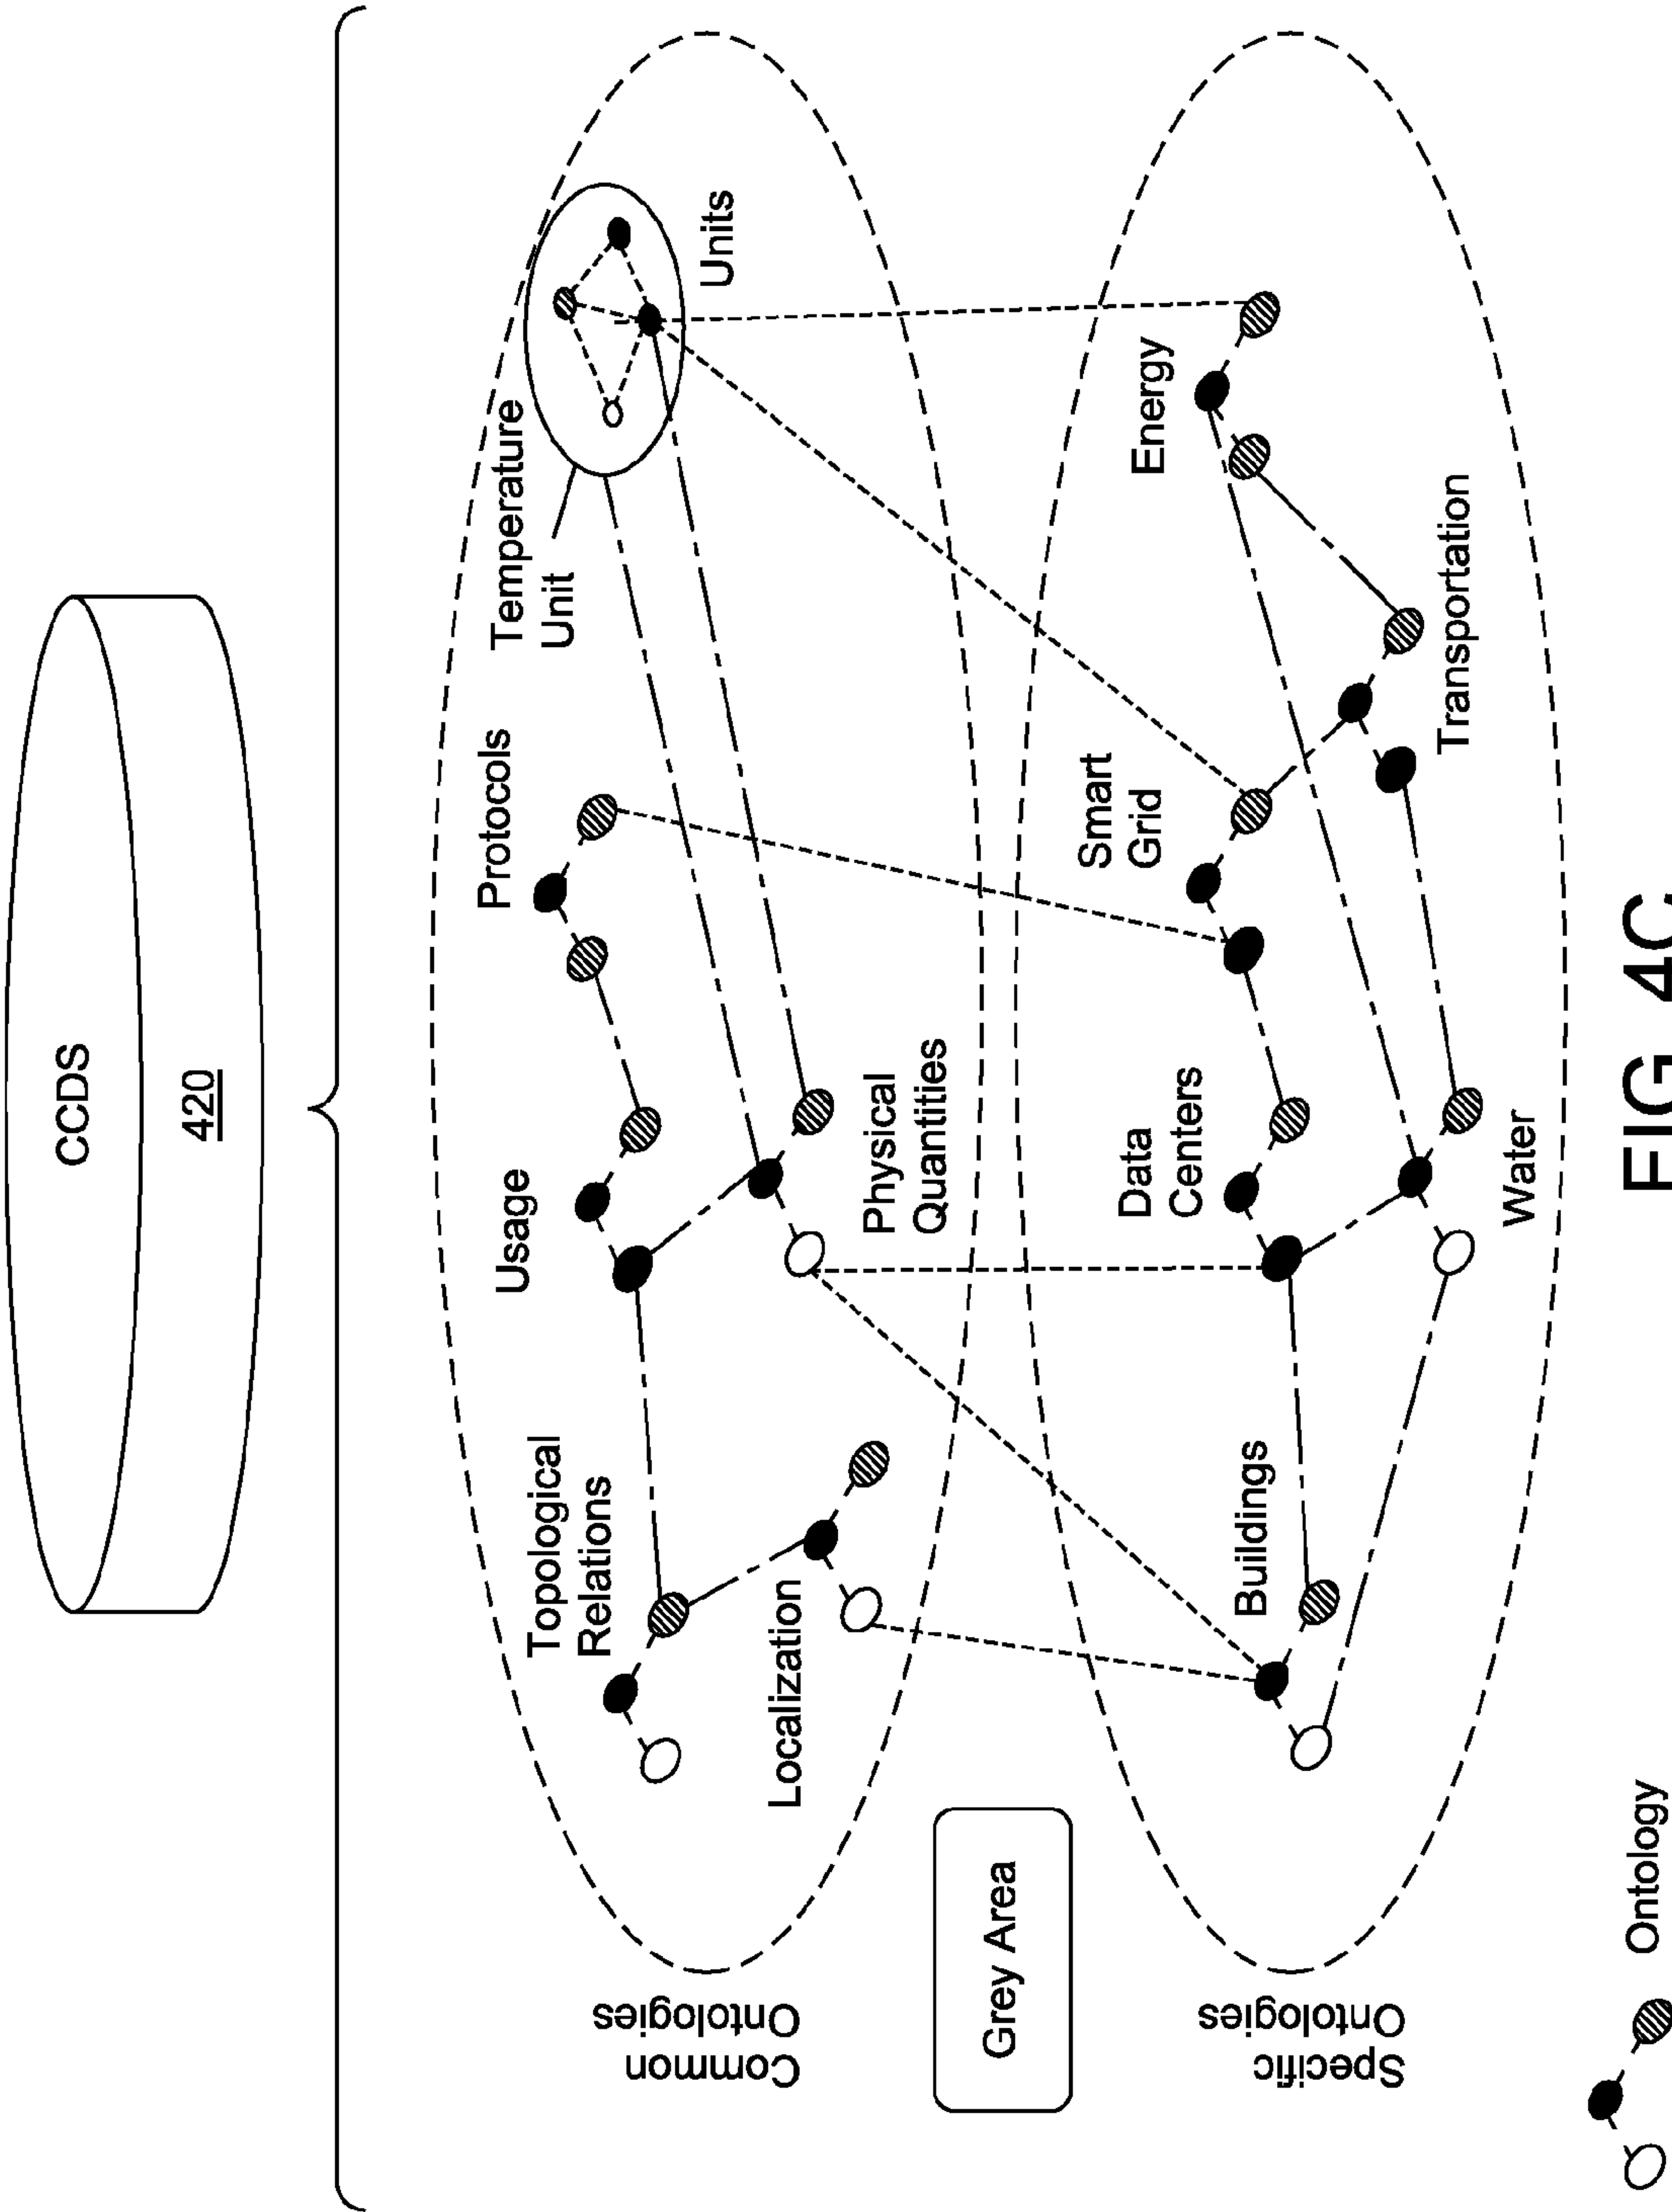 CCDS
420
Common
Ontologies
Topological
Relations
Usage
Protocols
Temperature
Unit
Units
Localization
Physical
Quantities
Grey Area
Specific
Ontologies
Buildings
Data
Centers
Smart
Grid
Energy
Water
Transportation
Ontology
FIG. 4C